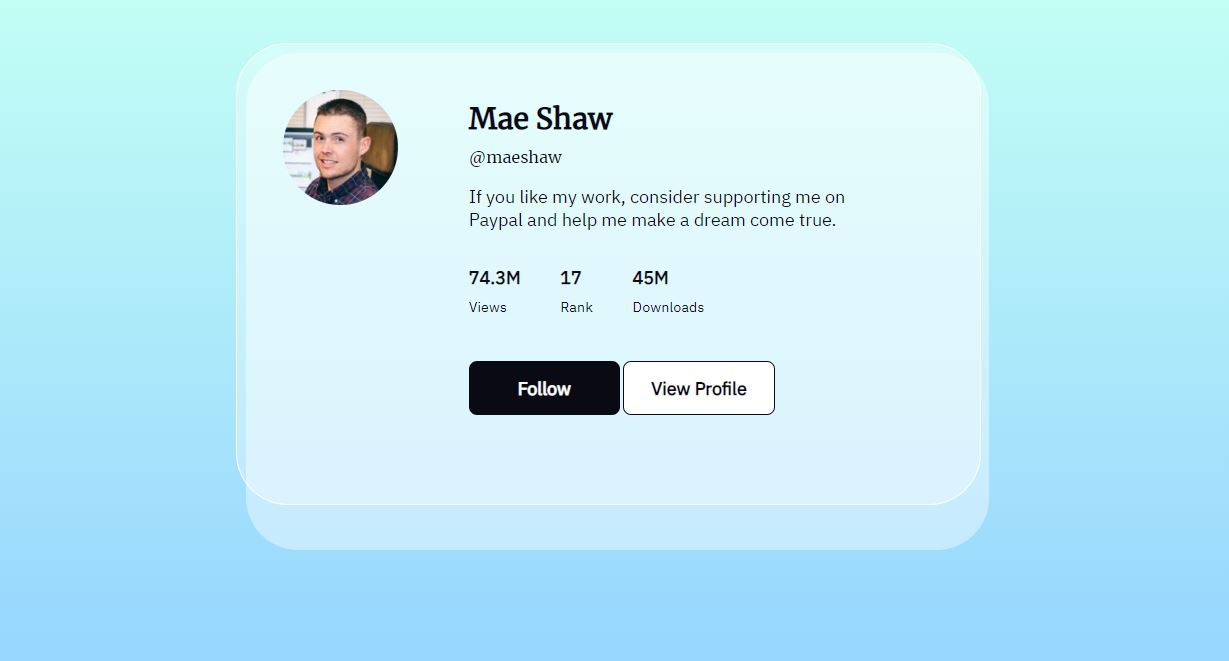 Mae Shaw
@maeshaw
If you like my work, consider supporting me on
Paypal and help me make a dream come true.
74.3M 17 45M
Views Rank Downloads
Follow View Profile